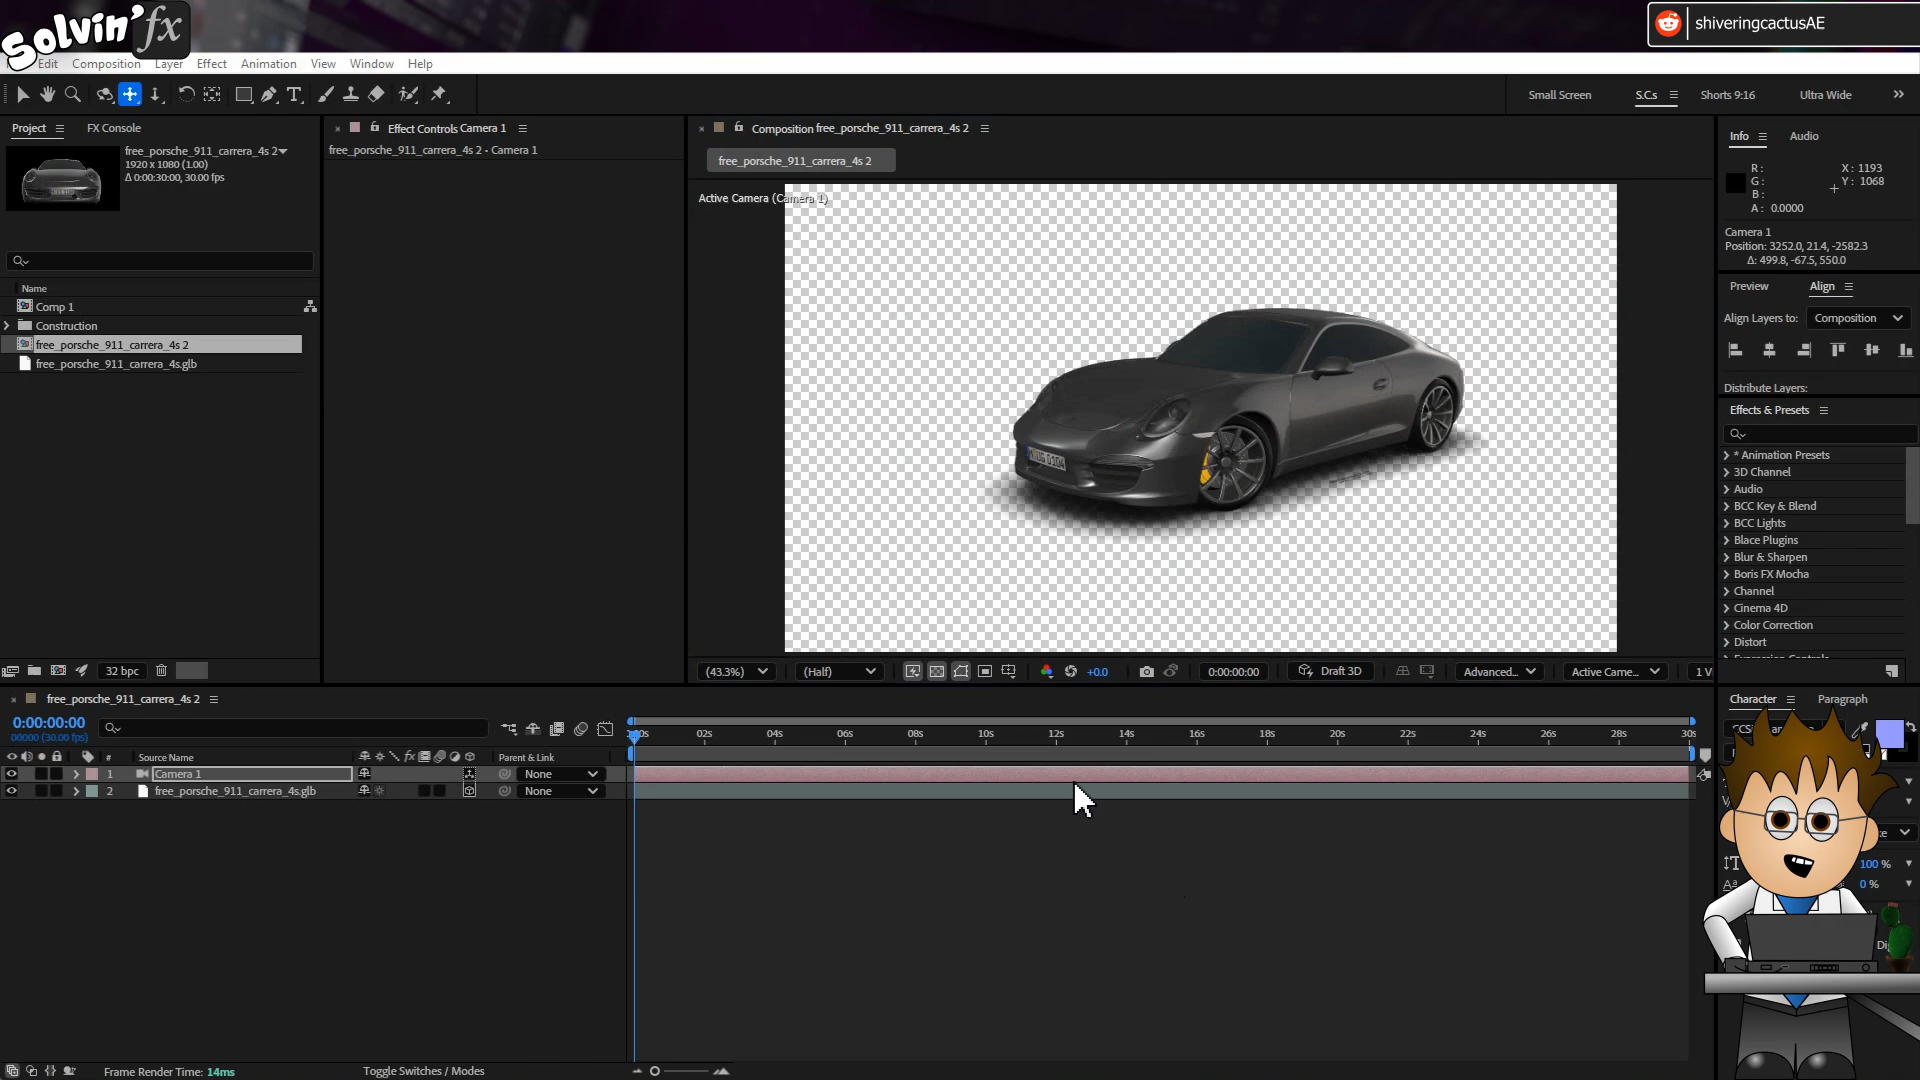 Solvin' fx
shiveringcactusAE
Edit Composition Layer Effect Animation View Window Help
Small Screen S.C.s Shorts 9:16 Ultra Wide
Project FX Console
free_porsche_911_carrera_4s 2
1920 x 1080 (1.00)
Δ 0:00:30:00, 30.00 fps
Name
Comp 1
Construction
free_porsche_911_carrera_4s 2
free_porsche_911_carrera_4s.glb
32 bpc
Effect Controls Camera 1
free_porsche_911_carrera_4s 2 • Camera 1
Composition free_porsche_911_carrera_4s 2
free_porsche_911_carrera_4s 2
Active Camera (Camera 1)
(43.3%) (Half) +0.0 0:00:00:00 Draft 3D Advanced... Active Came... 1 V
Info Audio
R: X: 1193
G: Y: 1068
B:
A: 0.0000
Camera 1
Position: 3252.0, 21.4, -2582.3
Δ: 499.8, -67.5, 550.0
Preview Align
Align Layers to: Composition
Distribute Layers:
Effects & Presets
* Animation Presets
3D Channel
Audio
BCC Key & Blend
BCC Lights
Blace Plugins
Blur & Sharpen
Boris FX Mocha
Channel
Cinema 4D
Color Correction
Distort
free_porsche_911_carrera_4s 2
0:00:00:00
00000 (30.00 fps)
# Source Name fx Parent & Link
1 Camera 1 None
2 free_porsche_911_carrera_4s.glb None
02s 04s 06s 08s 10s 12s 14s 16s 18s 20s 22s 24s 26s 28s 30s
Character Paragraph
100 %
0 %
Frame Render Time: 14ms
Toggle Switches / Modes